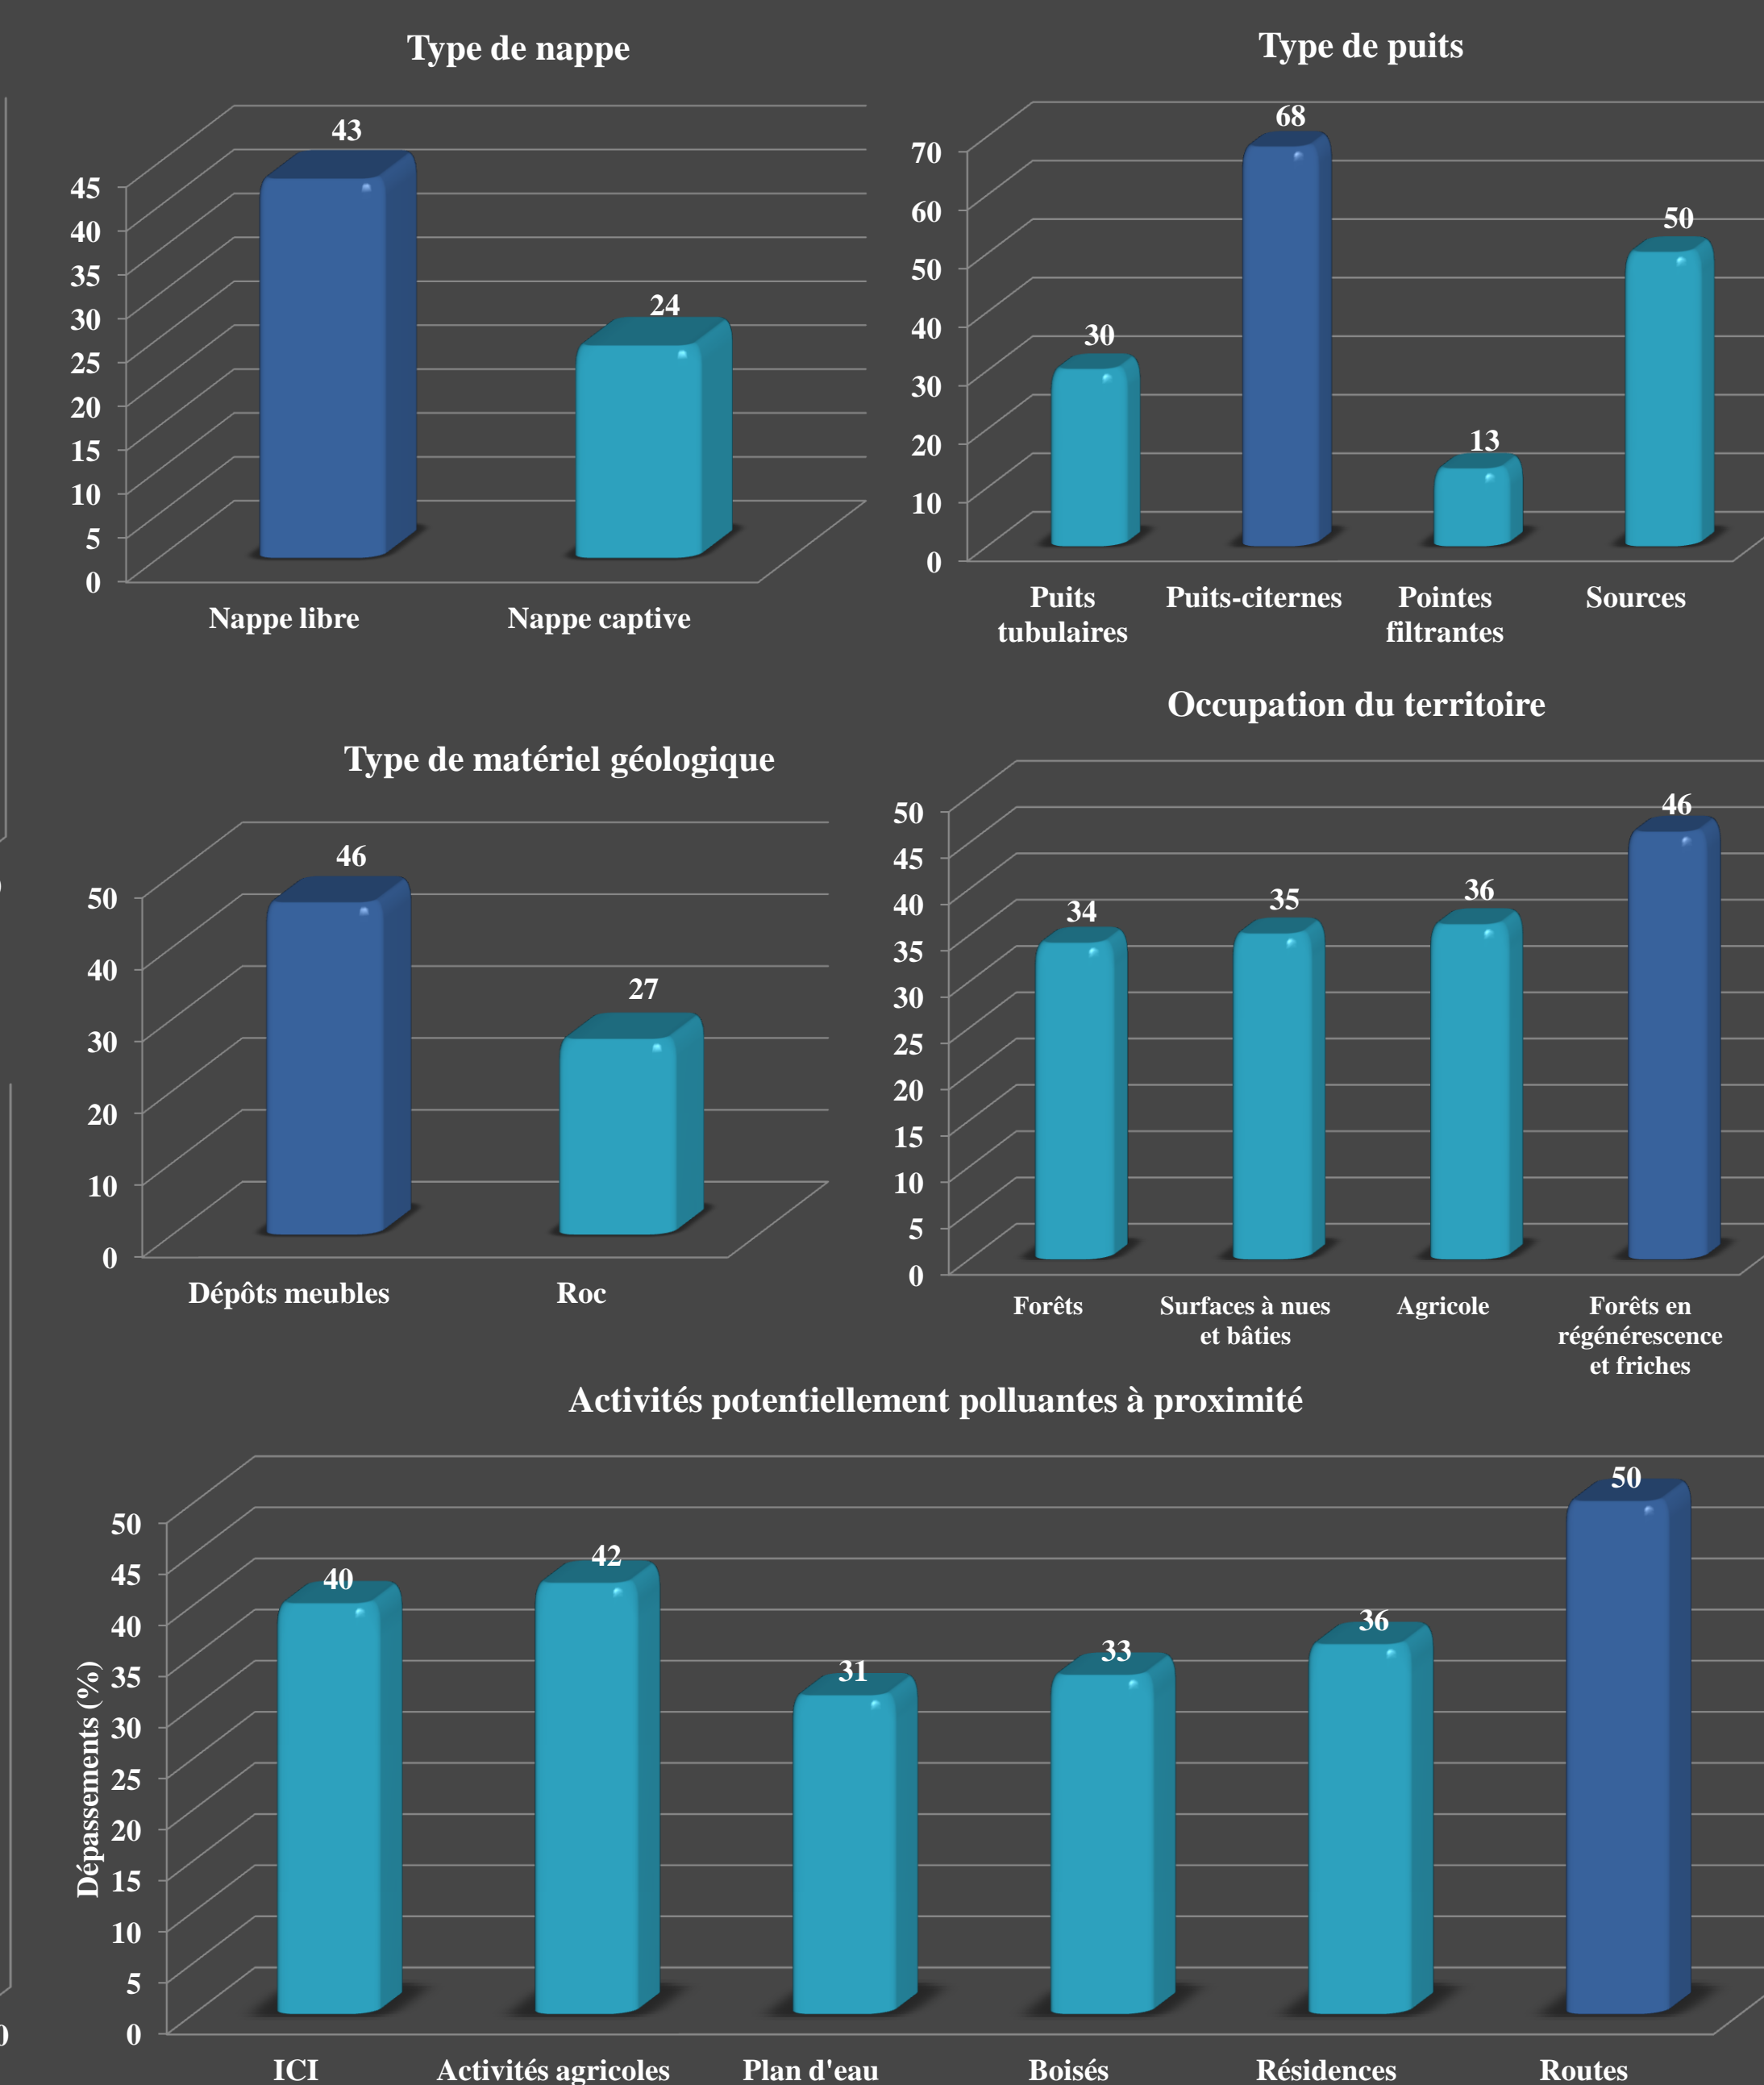 Type de nappe
43
24
45
40
35
30
25
20
15
10
5
0
Nappe libre
Nappe captive
Type de puits
68
50
30
13
70
60
50
40
30
20
10
0
Puits
tubulaires
Puits-citernes
Pointes
filtrantes
Sources
Type de matériel géologique
46
27
50
40
30
20
10
0
Dépôts meubles
Roc
Occupation du territoire
46
36
35
34
50
45
40
35
30
25
20
15
10
5
0
Forêts
Surfaces à nues
et bâties
Agricole
Forêts en
régénérescence
et friches
Activités potentiellement polluantes à proximité
50
42
40
36
33
31
50
45
40
35
30
25
20
15
10
5
0
Dépassements (%)
ICI
Activités agricoles
Plan d'eau
Boisés
Résidences
Routes